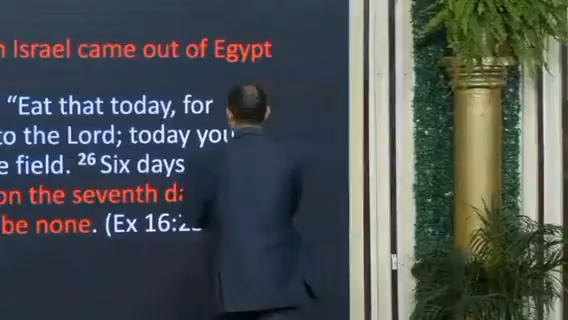 Israel came out of Egypt
"Eat that today, for
to the Lord; today you
field. 26 Six days
on the seventh
be none. (Ex 16: